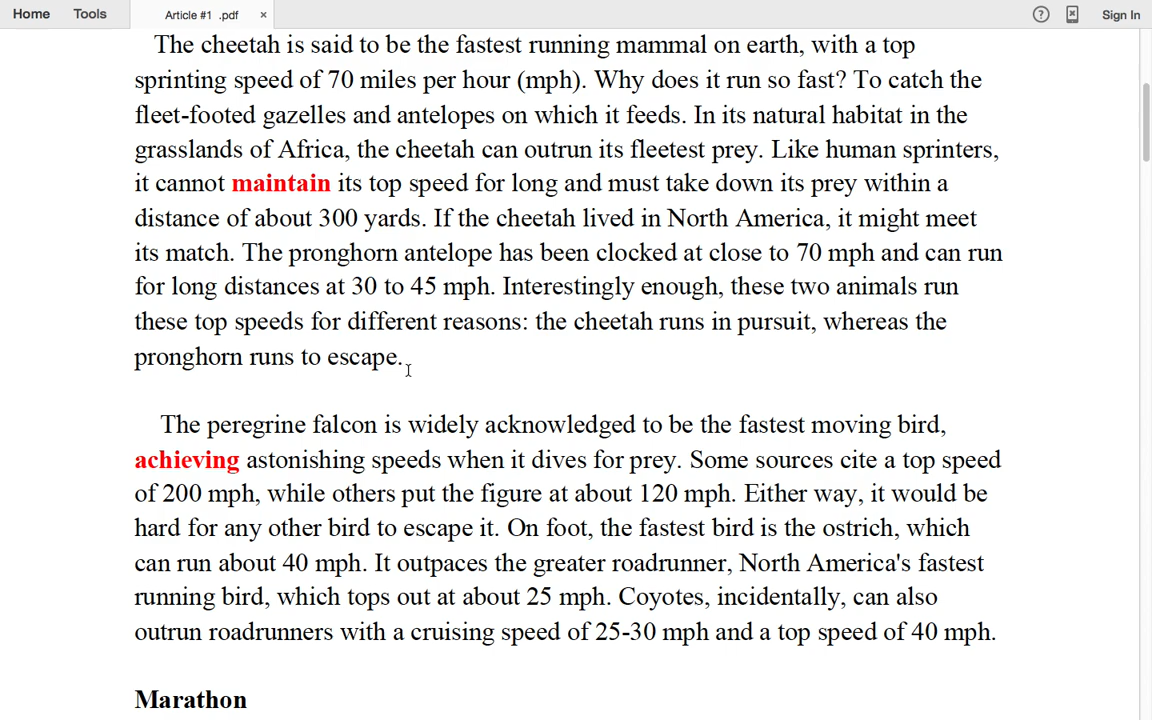 Home Tools Article #1 .pdf × ? Sign In
The cheetah is said to be the fastest running mammal on earth, with a top
sprinting speed of 70 miles per hour (mph). Why does it run so fast? To catch the
fleet-footed gazelles and antelopes on which it feeds. In its natural habitat in the
grasslands of Africa, the cheetah can outrun its fleetest prey. Like human sprinters,
it cannot maintain its top speed for long and must take down its prey within a
distance of about 300 yards. If the cheetah lived in North America, it might meet
its match. The pronghorn antelope has been clocked at close to 70 mph and can run
for long distances at 30 to 45 mph. Interestingly enough, these two animals run
these top speeds for different reasons: the cheetah runs in pursuit, whereas the
pronghorn runs to escape.
The peregrine falcon is widely acknowledged to be the fastest moving bird,
achieving astonishing speeds when it dives for prey. Some sources cite a top speed
of 200 mph, while others put the figure at about 120 mph. Either way, it would be
hard for any other bird to escape it. On foot, the fastest bird is the ostrich, which
can run about 40 mph. It outpaces the greater roadrunner, North America's fastest
running bird, which tops out at about 25 mph. Coyotes, incidentally, can also
outrun roadrunners with a cruising speed of 25-30 mph and a top speed of 40 mph.
Marathon